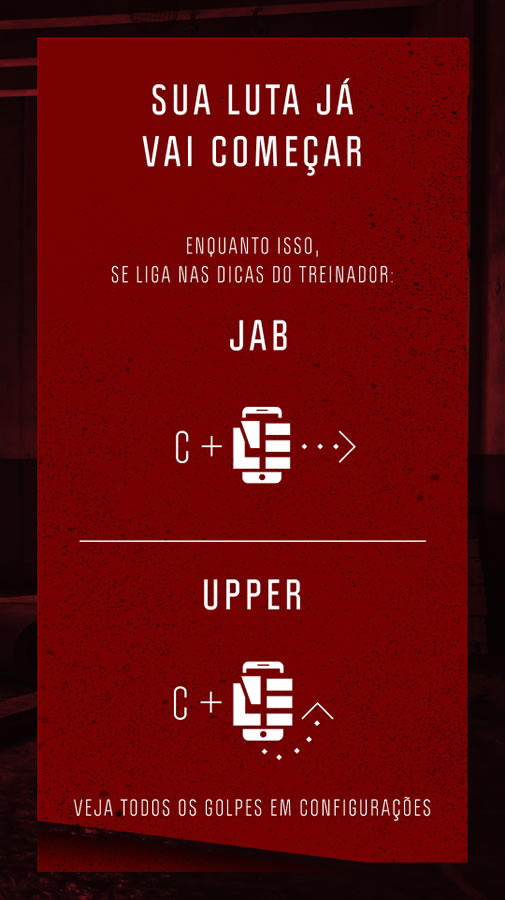 SUA LUTA JÁ
VAI COMEÇAR
ENQUANTO ISSO,
SE LIGA NAS DICAS DO TREINADOR:
JAB
C +
UPPER
C +
VEJA TODOS OS GOLPES EM CONFIGURAÇÕES